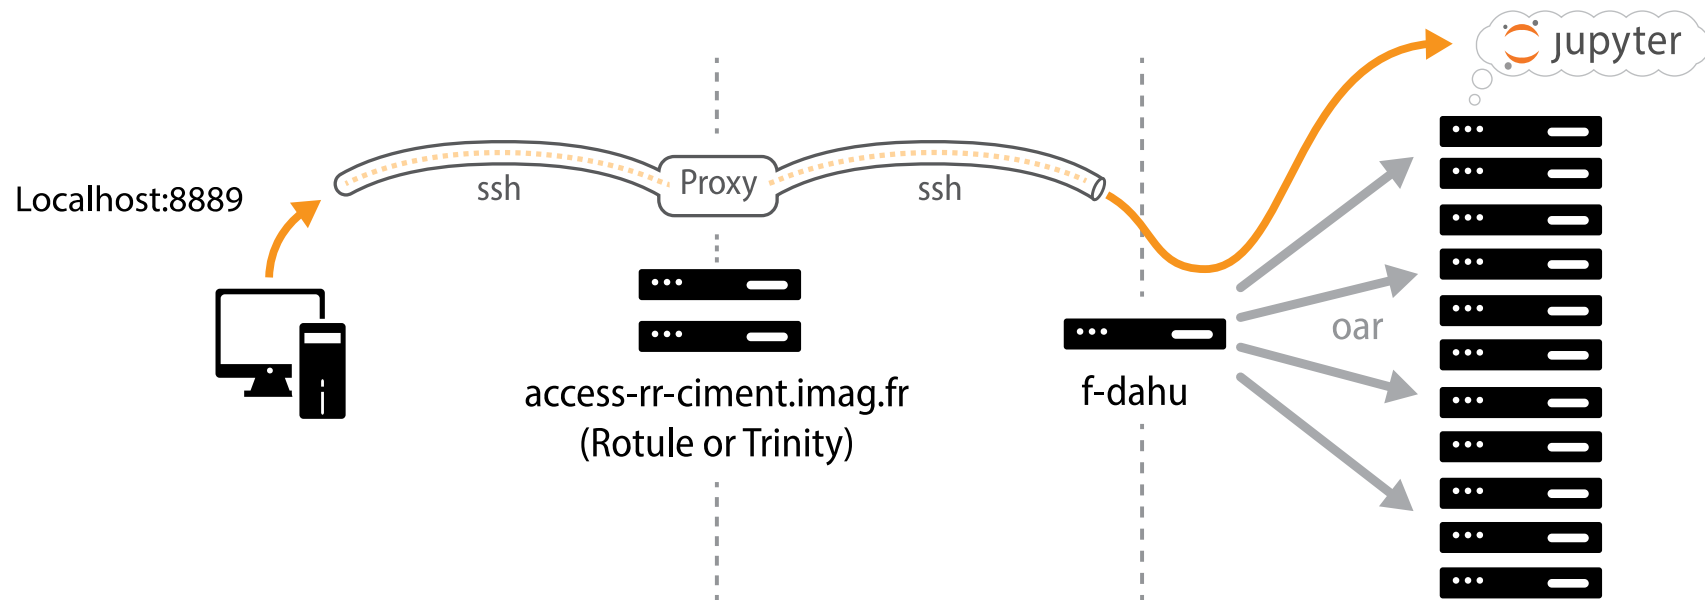 Jupyter
Localhost:8889
ssh
Proxy
ssh
oar
access-rr-ciment.imag.fr
(Rotule or Trinity)
f-dahu